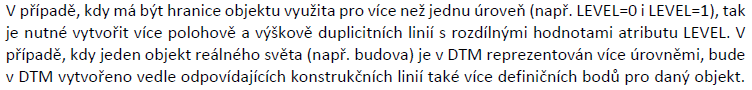 V případě, kdy má být hranice objektu využita pro více než jednu úroveň (např. LEVEL=0 i LEVEL=1), tak
je nutné vytvořit více polohově a výškově duplicitních linií s rozdílnými hodnotami atributu LEVEL. V
případě, kdy jeden objekt reálného světa (např. budova) je v DTM reprezentován více úrovněmi, bude
v DTM vytvořeno vedle odpovídajících konstrukčních linií také více definičních bodů pro daný objekt.